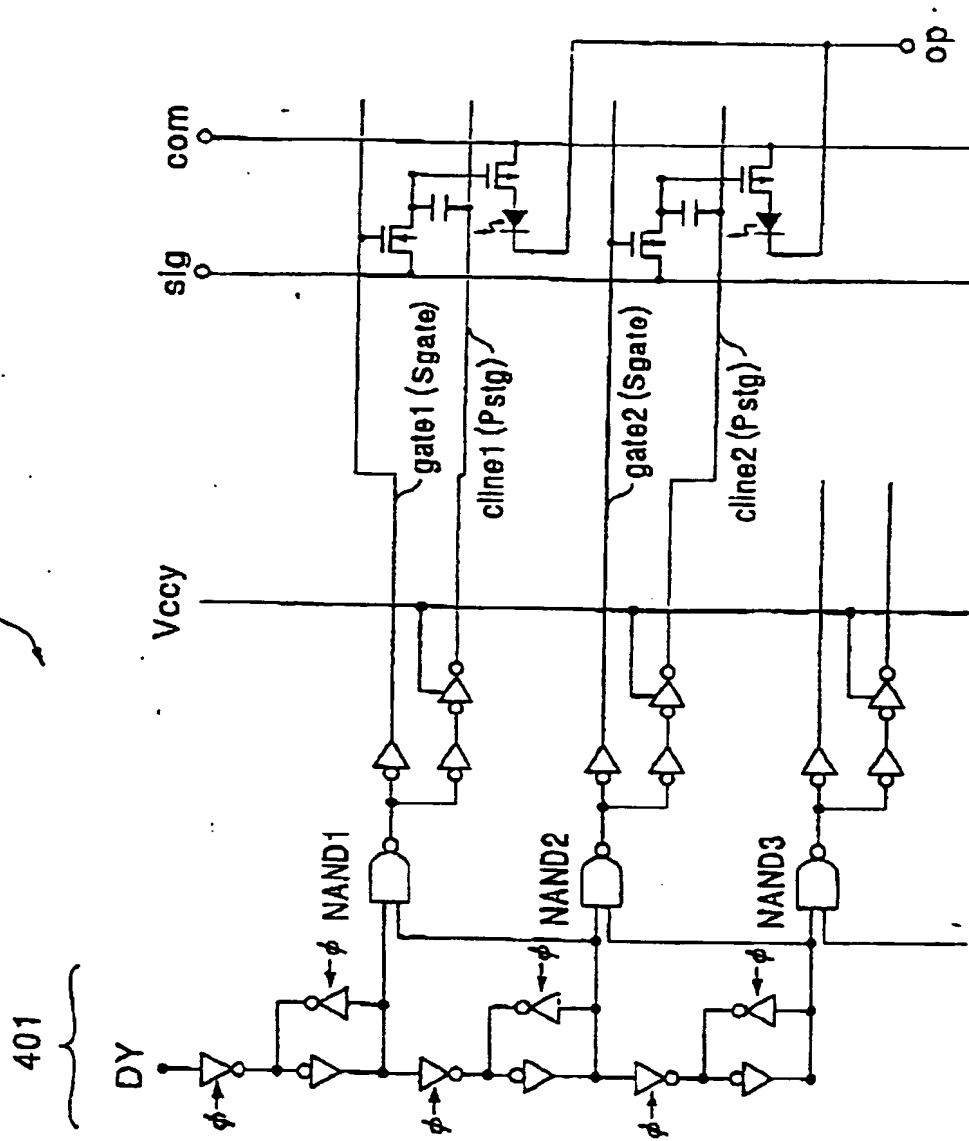 401
DY
Vccy
sig
com
op
ϕ
ϕ
NAND1
gate1 (Sgate)
cline1 (Pstg)
ϕ
ϕ
NAND2
gate2 (Sgate)
cline2 (Pstg)
ϕ
ϕ
NAND3